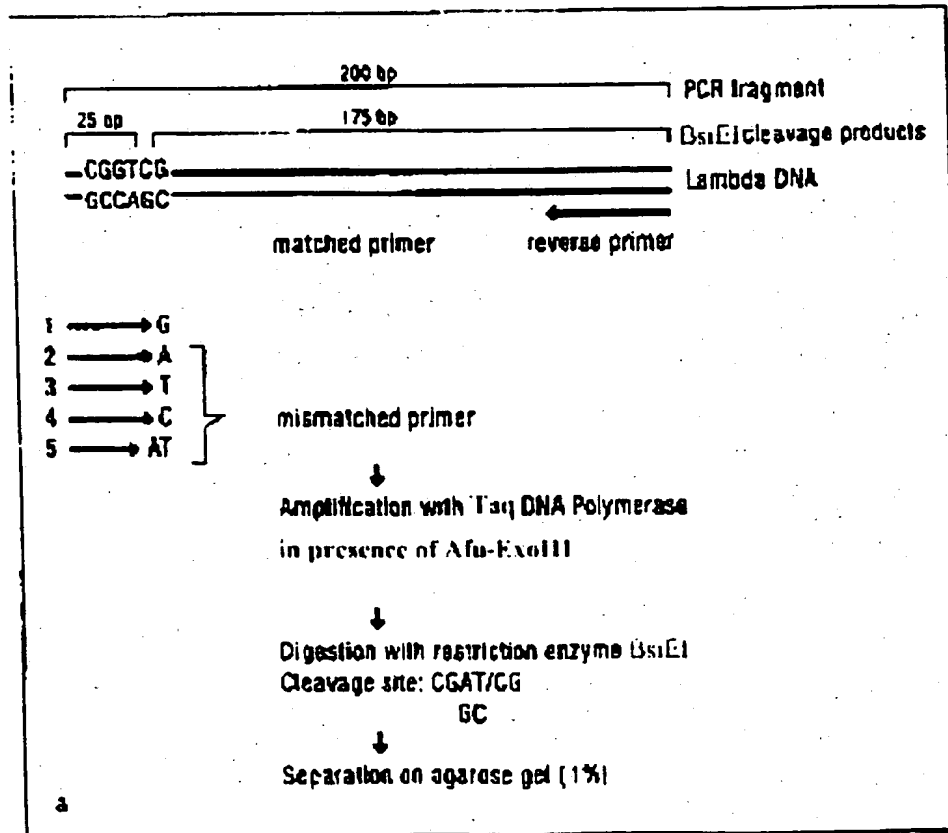 200 bp
PCR fragment
25 bp 175 bp
BsiEI cleavage products
CGGTCG
GCCAGC
Lambda DNA
matched primer reverse primer
1 G
2 A
3 T
4 C
5 AT
mismatched primer
Amplification with Taq DNA Polymerase
in presence of Afu-ExoIII
Digestion with restriction enzyme BsiEI
Cleavage site: CGAT/CG
GC
Separation on agarose gel (1%)
a